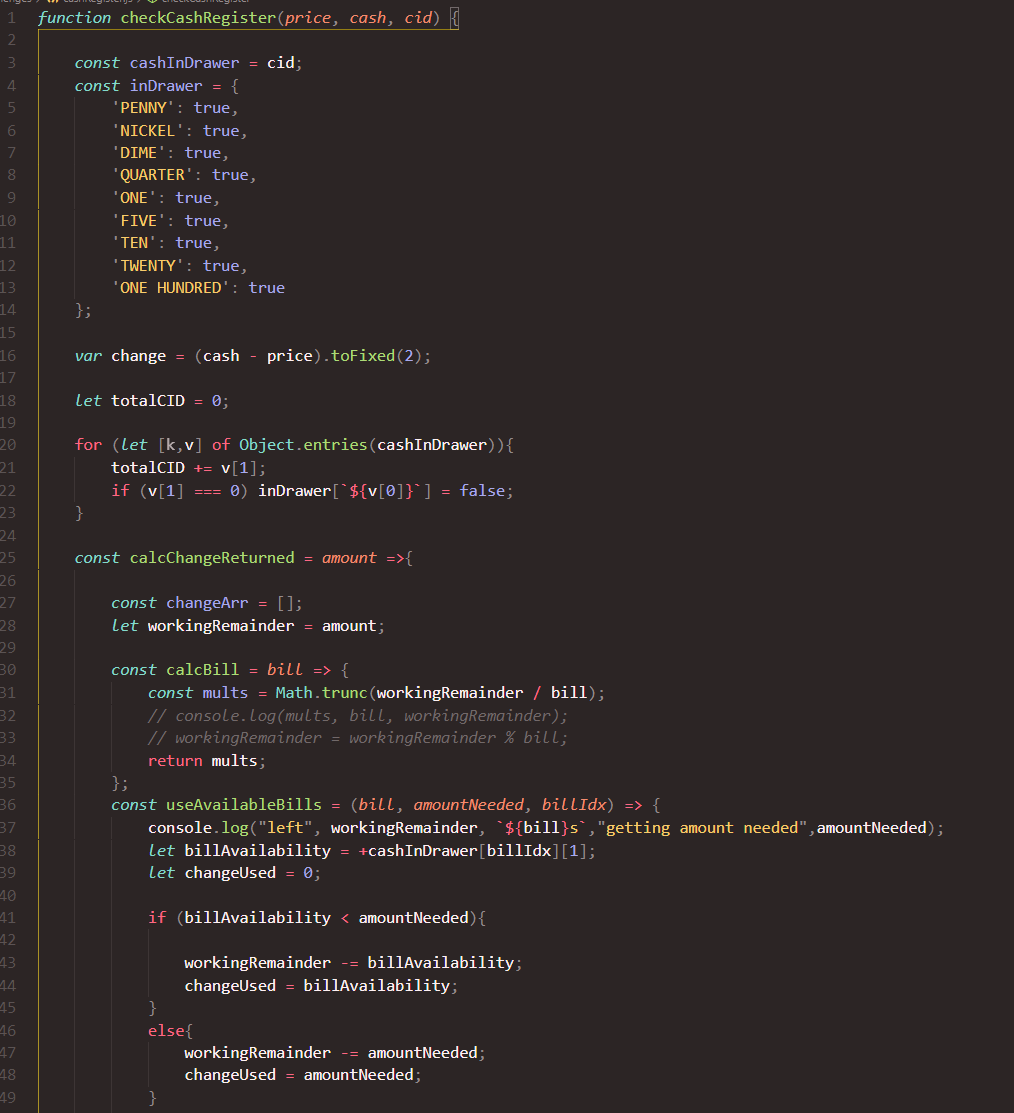 1 function checkCashRegister(price, cash, cid) {
2
3 const cashInDrawer = cid;
4 const inDrawer = {
5 'PENNY': true,
6 'NICKEL': true,
7 'DIME': true,
8 'QUARTER': true,
9 'ONE': true,
10 'FIVE': true,
11 'TEN': true,
12 'TWENTY': true,
13 'ONE HUNDRED': true
14 };
15
16 var change = (cash - price).toFixed(2);
17
18 let totalCID = 0;
19
20 for (let [k,v] of Object.entries(cashInDrawer)){
21 totalCID += v[1];
22 if (v[1] === 0) inDrawer[`${v[0]}`] = false;
23 }
24
25 const calcChangeReturned = amount =>{
26
27 const changeArr = [];
28 let workingRemainder = amount;
29
30 const calcBill = bill => {
31 const mults = Math.trunc(workingRemainder / bill);
32 // console.log(mults, bill, workingRemainder);
33 // workingRemainder = workingRemainder % bill;
34 return mults;
35 };
36 const useAvailableBills = (bill, amountNeeded, billIdx) => {
37 console.log("left", workingRemainder, `${bill}s`,"getting amount needed",amountNeeded);
38 let billAvailability = +cashInDrawer[billIdx][1];
39 let changeUsed = 0;
40
41 if (billAvailability < amountNeeded){
42
43 workingRemainder -= billAvailability;
44 changeUsed = billAvailability;
45 }
46 else{
47 workingRemainder -= amountNeeded;
48 changeUsed = amountNeeded;
49 }